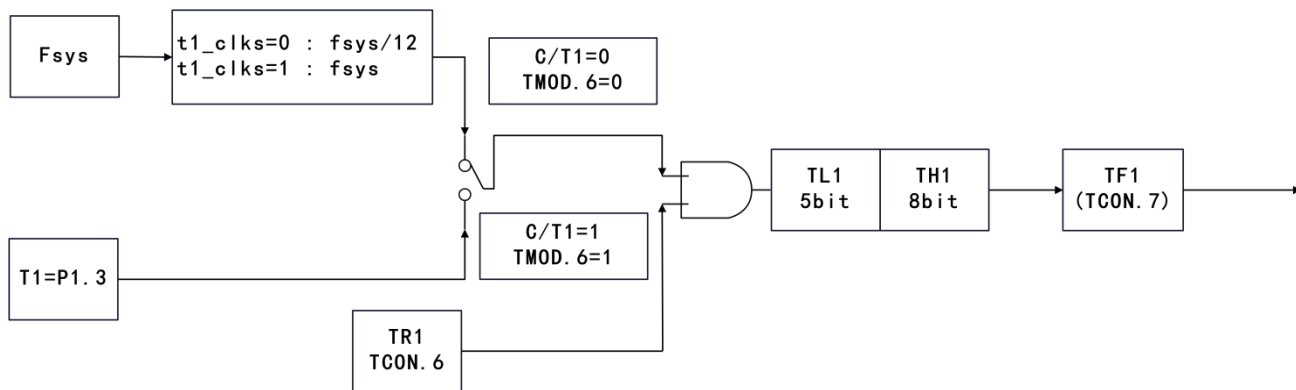 Fsys
t1_clks=0 : fsys/12
t1_clks=1 : fsys
C/T1=0
TMOD.6=0
TL1
5bit
TH1
8bit
TF1
(TCON.7)
C/T1=1
TMOD.6=1
T1=P1.3
TR1
TCON.6